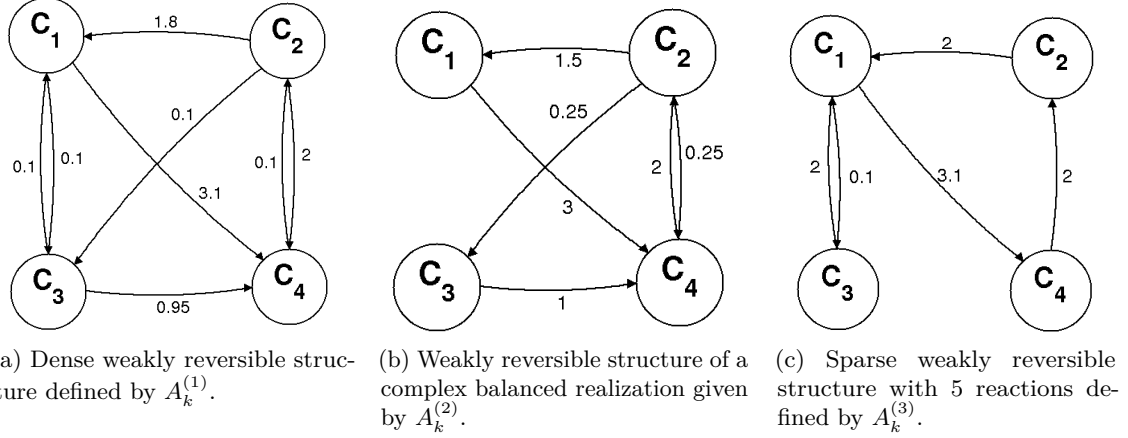 C1 1.8 C2
0.1
0.1 0.1 0.1 2
3.1
C3 0.95 C4
C1 1.5 C2
0.25
2 0.25
3
C3 1 C4
C1 2 C2
2 0.1 3.1 2
C3 C4
a) Dense weakly reversible struc-
ture defined by A_k^{(1)}.
(b) Weakly reversible structure of a
complex balanced realization given
by A_k^{(2)}.
(c) Sparse weakly reversible
structure with 5 reactions de-
fined by A_k^{(3)}.